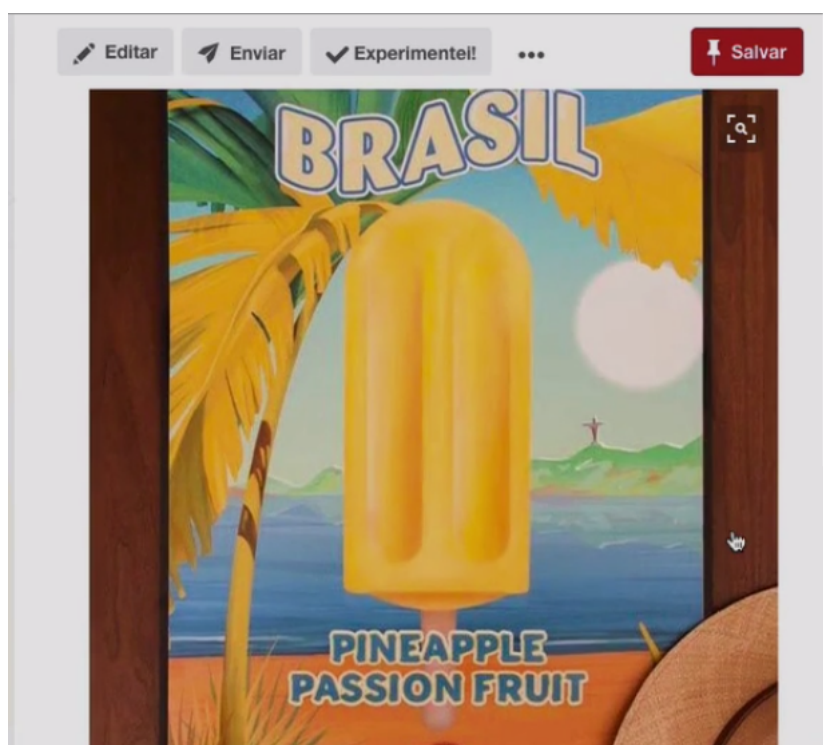 Editar Enviar Experimentei! ••• Salvar
BRASIL
PINEAPPLE
PASSION FRUIT